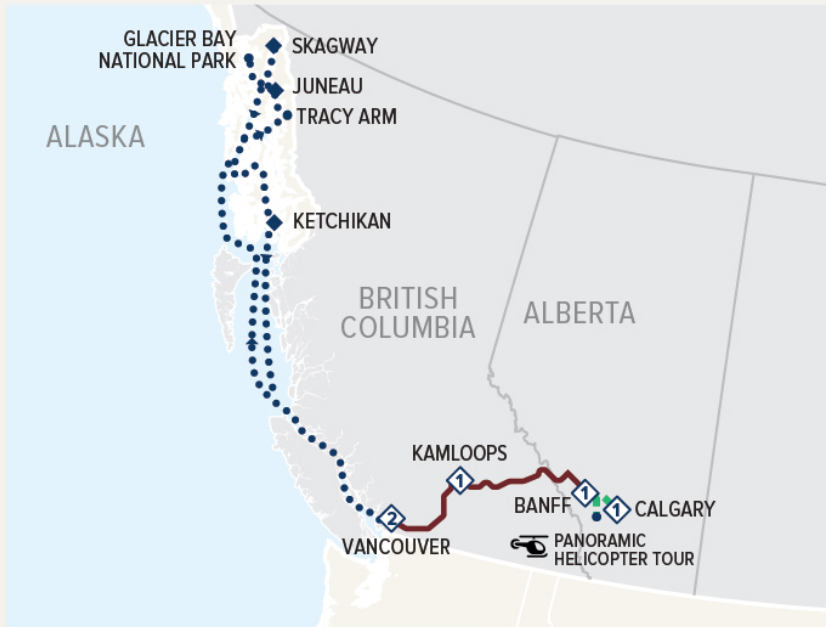 GLACIER BAY
NATIONAL PARK
SKAGWAY
JUNEAU
TRACY ARM
ALASKA
KETCHIKAN
BRITISH
COLUMBIA
ALBERTA
KAMLOOPS
1
BANFF
1
1
CALGARY
2
VANCOUVER
PANORAMIC
HELICOPTER TOUR